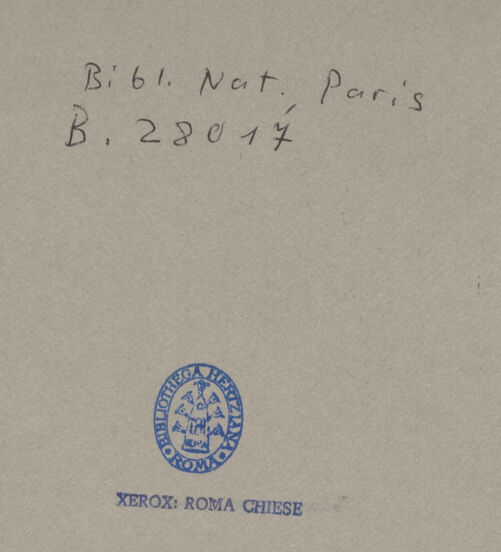 Bibl. Nat., Paris
B. 28017
BIBLIOTHECA HERTZIANA
ROMA
XEROX: ROMA CHIESE